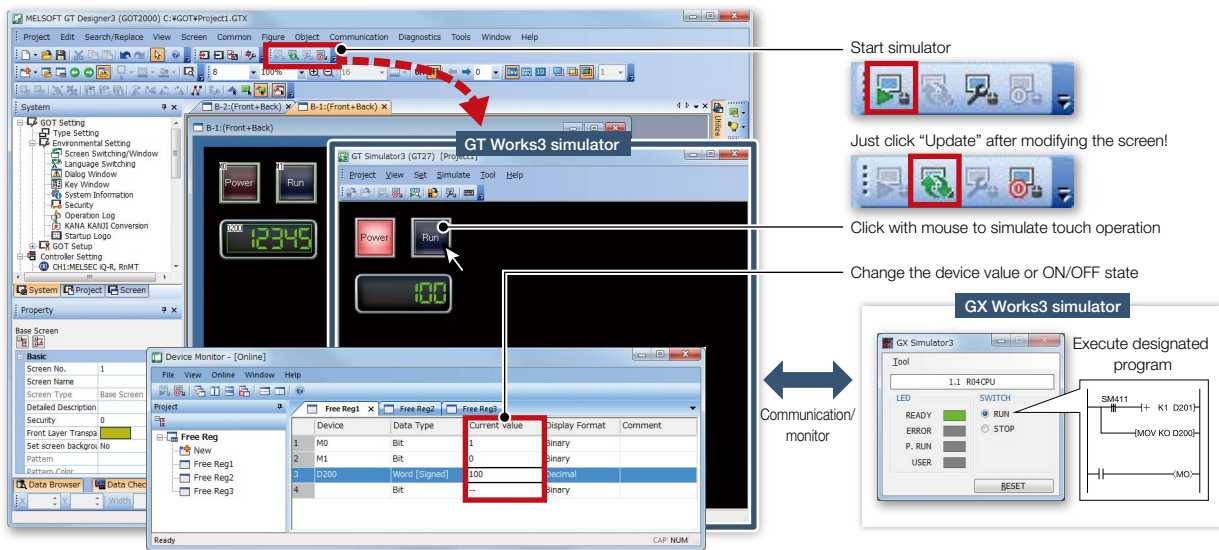 MELSOFT GT Designer3 (GOT2000) C:¥GOT¥Project1.GTX
Project Edit Search/Replace View Screen Common Figure Object Communication Diagnostics Tools Window Help
8 100% 16 0 1
System
B-2:(Front+Back) B-1:(Front+Back)
GOT Setting
Type Setting
Environmental Setting
Screen Switching/Window
Language Switching
Dialog Window
Key Window
System Information
Security
Operation Log
KANA KANJI Conversion
Startup Logo
GOT Setup
Controller Setting
CH1:MELSEC iQ-R, RnMT
System Project Screen
Property
Base Screen
Basic
Screen No. 1
Screen Name
Screen Type Base Screen
Detailed Description
Security 0
Front Layer Transpa
Set screen backgrou No
Pattern
Pattern Color
Data Browser Data Chec
X Y Width
B-1:(Front+Back)
Power Run
D200
12345
GT Works3 simulator
GT Simulator3 (GT27) [Project1]
Project View Set Simulate Tool Help
Power Run
100
Device Monitor - [Online]
File View Online Window Help
Project
Free Reg
New
Free Reg1
Free Reg2
Free Reg3
Free Reg1 Free Reg2 Free Reg3
Device Data Type Current Value Display Format Comment
1 M0 Bit 1 Binary
2 M1 Bit 0 Binary
3 D200 Word [Signed] 100 Decimal
4 Bit -- Binary
Ready CAP NUM
Start simulator
Just click “Update” after modifying the screen!
Click with mouse to simulate touch operation
Change the device value or ON/OFF state
Communication/
monitor
GX Works3 simulator
GX Simulator3
Tool
1.1 R04CPU
LED SWITCH
READY RUN
ERROR STOP
P. RUN
USER
RESET
Execute designated
program
SM411
+ K1 D201
MOV KO D200
MO